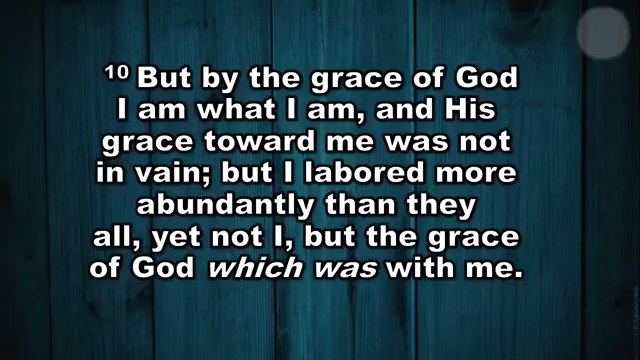 10 But by the grace of God
I am what I am, and His
grace toward me was not
in vain; but I labored more
abundantly than they
all, yet not I, but the grace
of God which was with me.